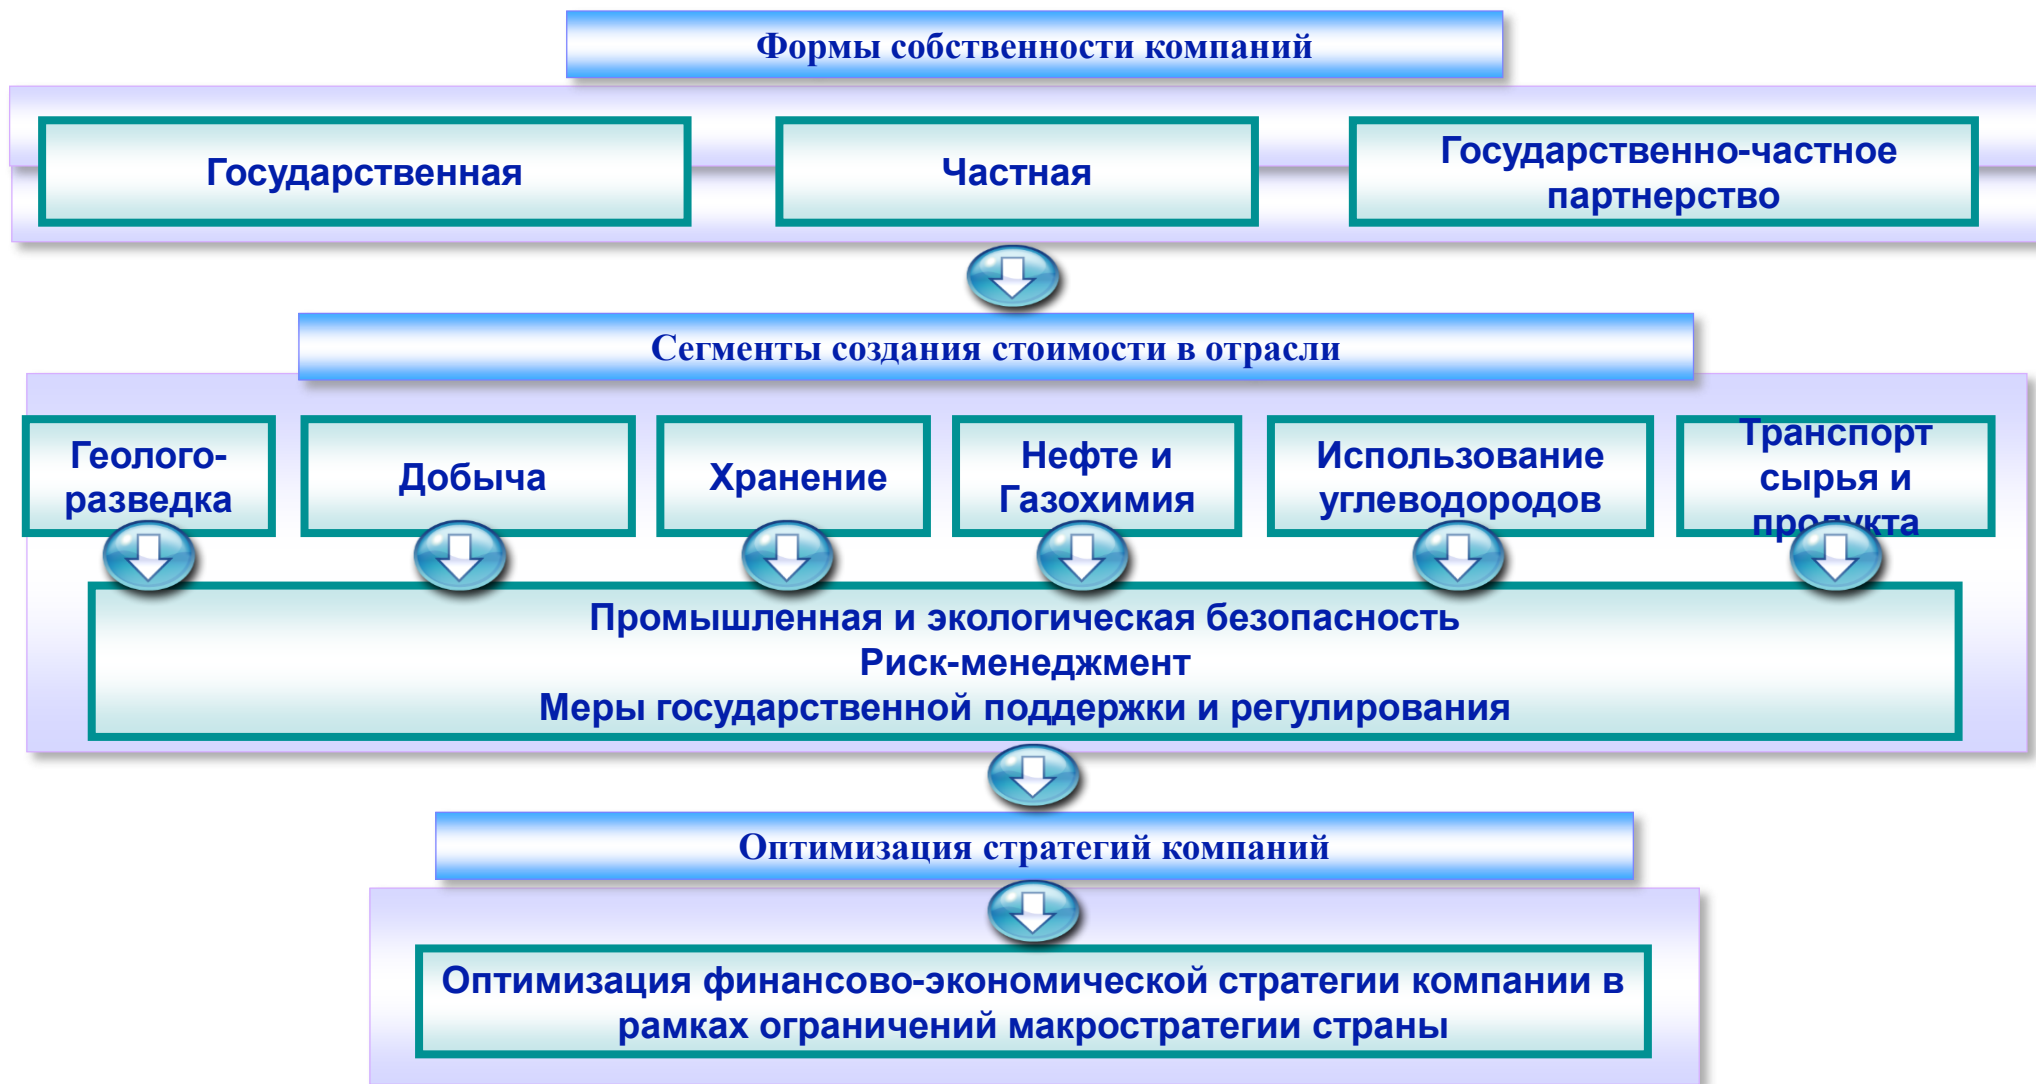 Формы собственности компаний
Государственная
Частная
Государственно-частное
партнерство
Сегменты создания стоимости в отрасли
Геолого-
разведка
Добыча
Хранение
Нефте и
Газохимия
Использование
углеводородов
Транспорт
сырья и
продукта
Промышленная и экологическая безопасность
Риск-менеджмент
Меры государственной поддержки и регулирования
Оптимизация стратегий компаний
Оптимизация финансово-экономической стратегии компании в
рамках ограничений макростратегии страны